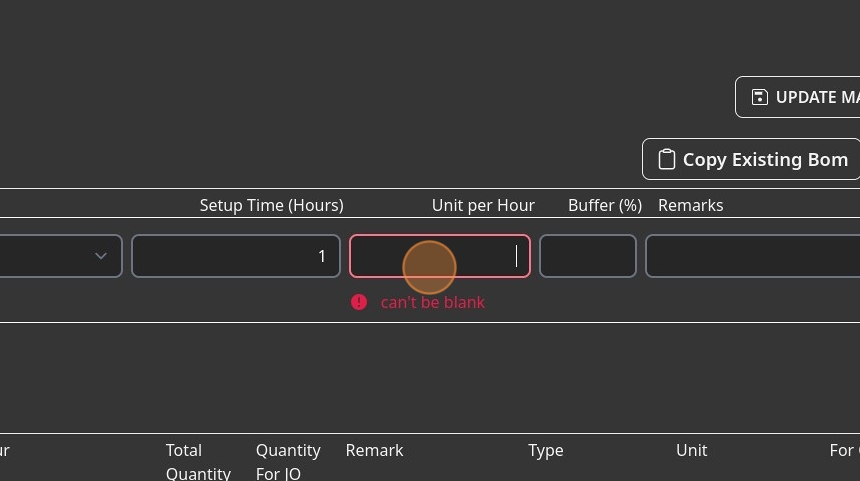 UPDATE MA
Copy Existing Bom
Setup Time (Hours) Unit per Hour Buffer (%) Remarks
1
can't be blank
ur Total Quantity Remark Type Unit For
Quantity For JO